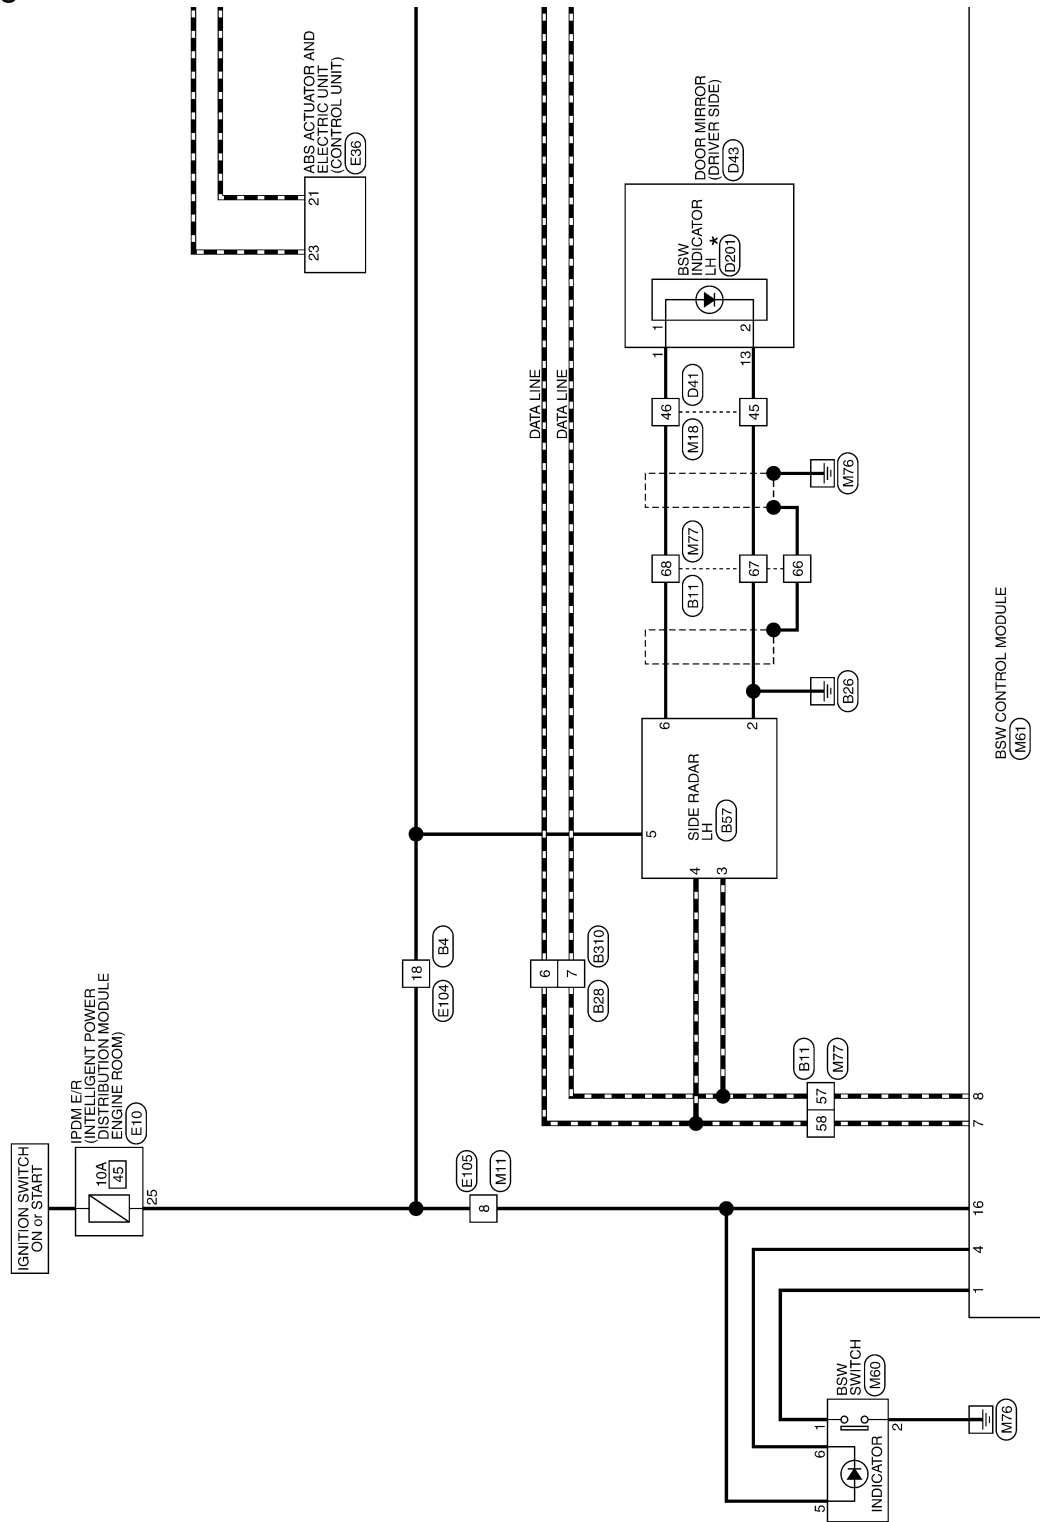 IGNITION SWITCH
ON or START
IPDM E/R
(INTELLIGENT POWER
DISTRIBUTION MODULE
ENGINE ROOM)
E10
10A
45
25
ABS ACTUATOR AND
ELECTRIC UNIT
(CONTROL UNIT)
E36
23
21
18
E104
B4
E105
M11
8
DATA LINE
DATA LINE
6
7
B28
B310
SIDE RADAR
LH
B57
5
4
3
6
2
B26
68
67
66
B11
M77
M76
46
45
M18
D41
1
13
DOOR MIRROR
(DRIVER SIDE)
D43
BSW
INDICATOR
LH *
D201
1
2
B11
M77
57
58
BSW CONTROL MODULE
M61
8
7
16
4
1
BSW
SWITCH
M60
1
6
5
2
INDICATOR
M76